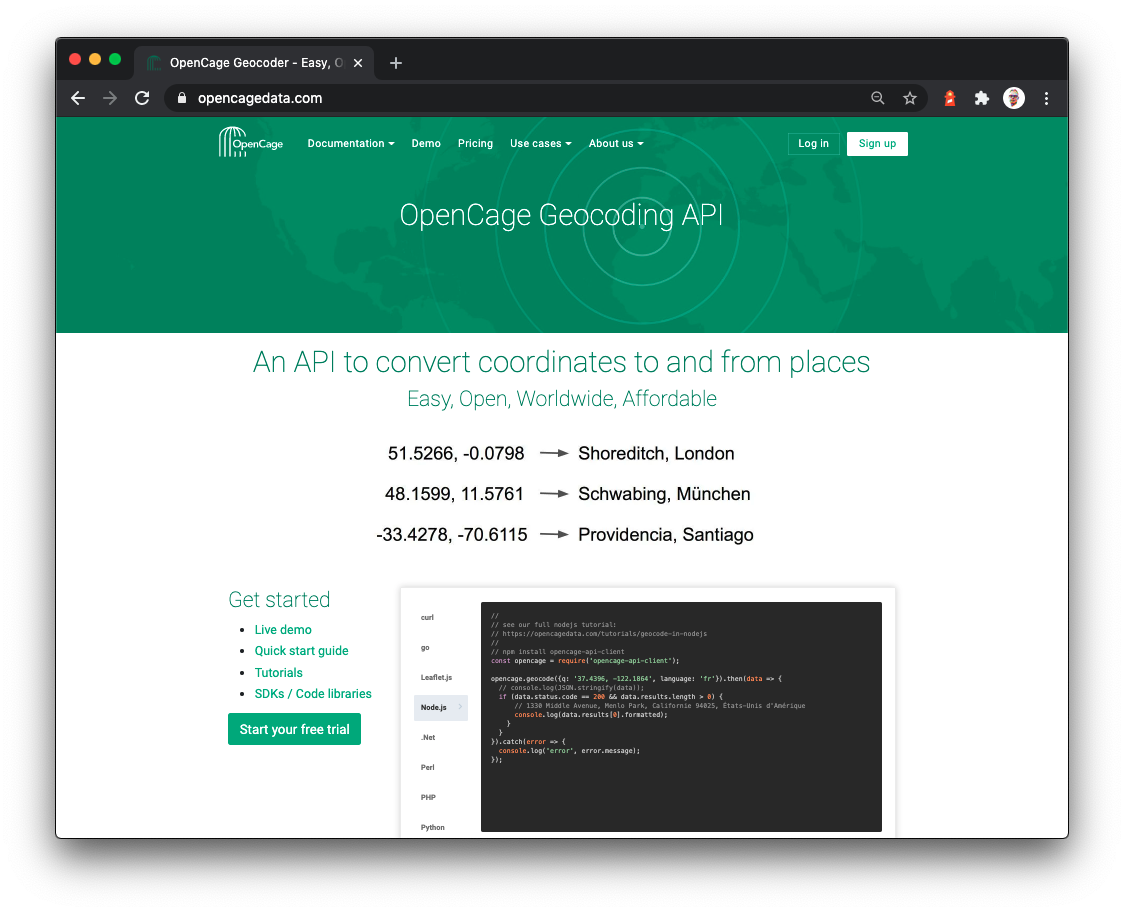 OpenCage Geocoder - Easy, O
opencagedata.com
OpenCage
Documentation
Demo
Pricing
Use cases
About us
Log in
Sign up
OpenCage Geocoding API
An API to convert coordinates to and from places
Easy, Open, Worldwide, Affordable
51.5266, -0.0798 → Shoreditch, London
48.1599, 11.5761 → Schwabing, München
-33.4278, -70.6115 → Providencia, Santiago
Get started
• Live demo
• Quick start guide
• Tutorials
• SDKs / Code libraries
Start your free trial
curl
go
Leaflet.js
Node.js
.Net
Perl
PHP
Python
//
// see our full nodejs tutorial:
// https://opencagedata.com/tutorials/geocode-in-nodejs
//
// npm install opencage-api-client
const opencage = require('opencage-api-client');
opencage.geocode({q: '37.4396, -122.1864', language: 'fr'}).then(data => {
// console.log(JSON.stringify(data));
if (data.status.code == 200 && data.results.length > 0) {
// 1330 Middle Avenue, Menlo Park, Californie 94025, États-Unis d'Amérique
console.log(data.results[0].formatted);
}
}
}).catch(error => {
console.log('error', error.message);
});